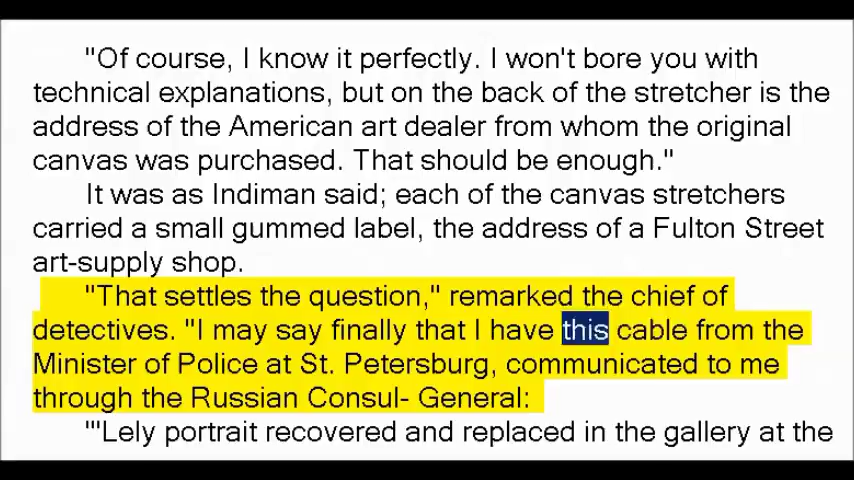 "Of course, I know it perfectly. I won't bore you with
technical explanations, but on the back of the stretcher is the
address of the American art dealer from whom the original
canvas was purchased. That should be enough."
It was as Indiman said; each of the canvas stretchers
carried a small gummed label, the address of a Fulton Street
art-supply shop.
"That settles the question," remarked the chief of
detectives. "I may say finally that I have this cable from the
Minister of Police at St. Petersburg, communicated to me
through the Russian Consul- General:
"'Lely portrait recovered and replaced in the gallery at the